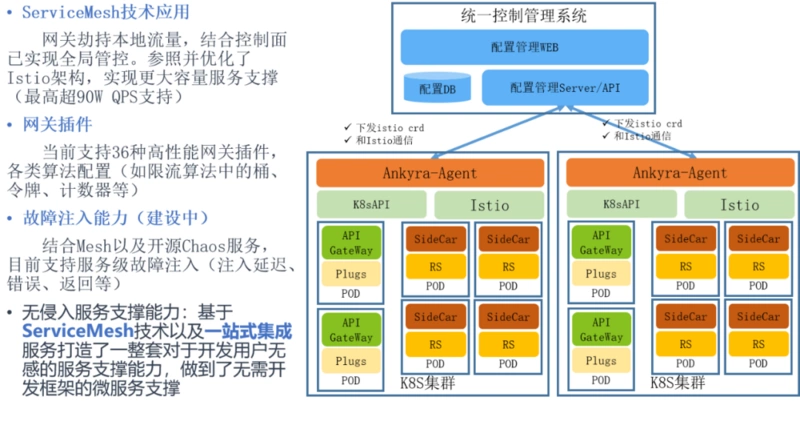 • ServiceMesh技术应用
网关劫持本地流量，结合控制面
已实现全局管控。参照并优化了
Istio架构，实现更大容量服务支撑
（最高超90W QPS支持）
• 网关插件
当前支持36种高性能网关插件，
各类算法配置（如限流算法中的桶、
令牌、计数器等）
• 故障注入能力（建设中）
结合Mesh以及开源Chaos服务，
目前支持服务级故障注入（注入延迟、
错误、返回等）
• 无侵入服务支撑能力：基于
ServiceMesh技术以及一站式集成
服务打造了一整套对于开发用户无
感的服务支撑能力，做到了无需开
发框架的微服务支撑
统一控制管理系统
配置管理WEB
配置DB
配置管理Server/API
✓ 下发istio crd
✓ 和Istio通信
✓ 下发istio crd
✓ 和Istio通信
Ankyra-Agent
K8sAPI
Istio
API
GateWay
Plugs
POD
SideCar
RS
POD
SideCar
RS
POD
API
GateWay
Plugs
POD
SideCar
RS
POD
SideCar
RS
POD
K8S集群
Ankyra-Agent
K8sAPI
Istio
API
GateWay
Plugs
POD
SideCar
RS
POD
SideCar
RS
POD
API
GateWay
Plugs
POD
SideCar
RS
POD
SideCar
RS
POD
K8S集群